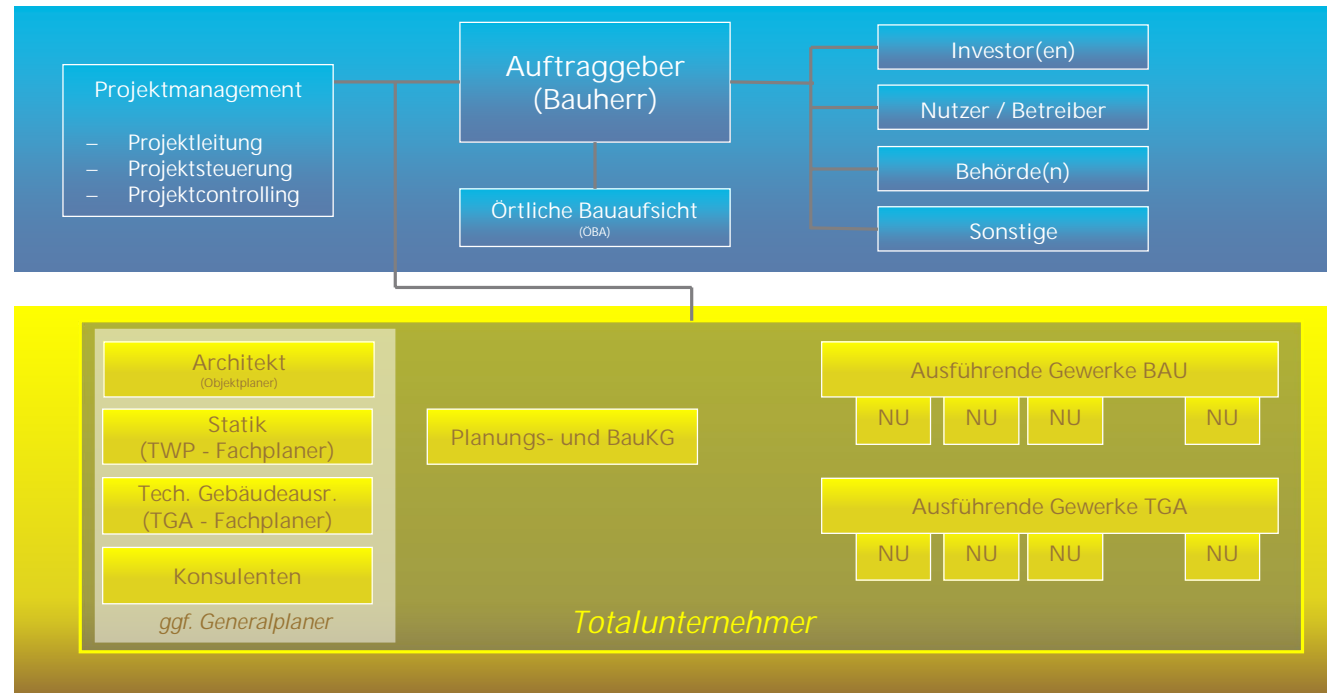 Projektmanagement
– Projektleitung
– Projektsteuerung
– Projektcontrolling
Auftraggeber
(Bauherr)
Örtliche Bauaufsicht
(ÖBA)
Investor(en)
Nutzer / Betreiber
Behörde(n)
Sonstige
Architekt
(Objektplaner)
Statik
(TWP - Fachplaner)
Tech. Gebäudeausr.
(TGA - Fachplaner)
Konsulenten
ggf. Generalplaner
Planungs- und BauKG
Ausführende Gewerke BAU
NU NU NU NU
Ausführende Gewerke TGA
NU NU NU NU
Totalunternehmer